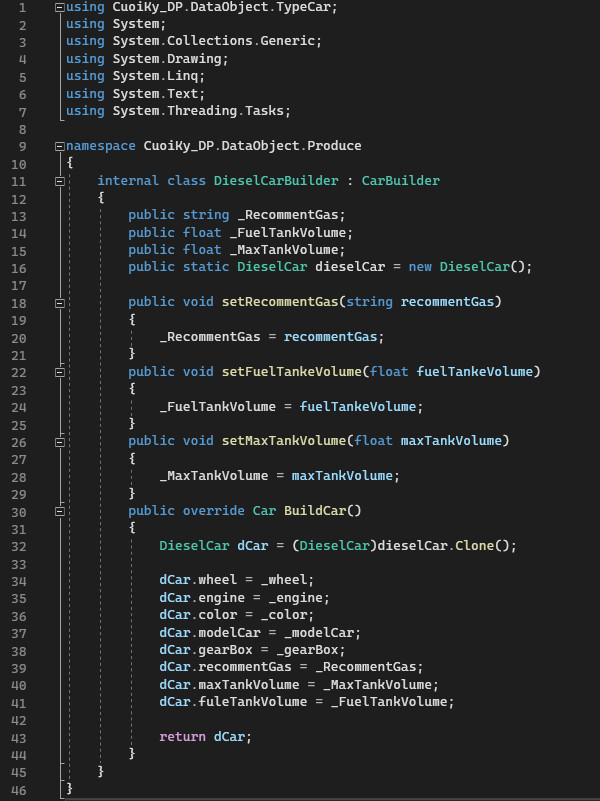 1 using CuoiKy_DP.DataObject.TypeCar;
2 using System;
3 using System.Collections.Generic;
4 using System.Drawing;
5 using System.Linq;
6 using System.Text;
7 using System.Threading.Tasks;
8
9 namespace CuoiKy_DP.DataObject.Produce
10 {
11 internal class DieselCarBuilder : CarBuilder
12 {
13 public string _RecommentGas;
14 public float _FuelTankVolume;
15 public float _MaxTankVolume;
16 public static DieselCar dieselCar = new DieselCar();
17
18 public void setRecommentGas(string recommentGas)
19 {
20 _RecommentGas = recommentGas;
21 }
22 public void setFuelTankeVolume(float fuelTankeVolume)
23 {
24 _FuelTankVolume = fuelTankeVolume;
25 }
26 public void setMaxTankVolume(float maxTankVolume)
27 {
28 _MaxTankVolume = maxTankVolume;
29 }
30 public override Car BuildCar()
31 {
32 DieselCar dCar = (DieselCar)dieselCar.Clone();
33
34 dCar.wheel = _wheel;
35 dCar.engine = _engine;
36 dCar.color = _color;
37 dCar.modelCar = _modelCar;
38 dCar.gearBox = _gearBox;
39 dCar.recommentGas = _RecommentGas;
40 dCar.maxTankVolume = _MaxTankVolume;
41 dCar.fuleTankVolume = _FuelTankVolume;
42
43 return dCar;
44 }
45 }
46 }